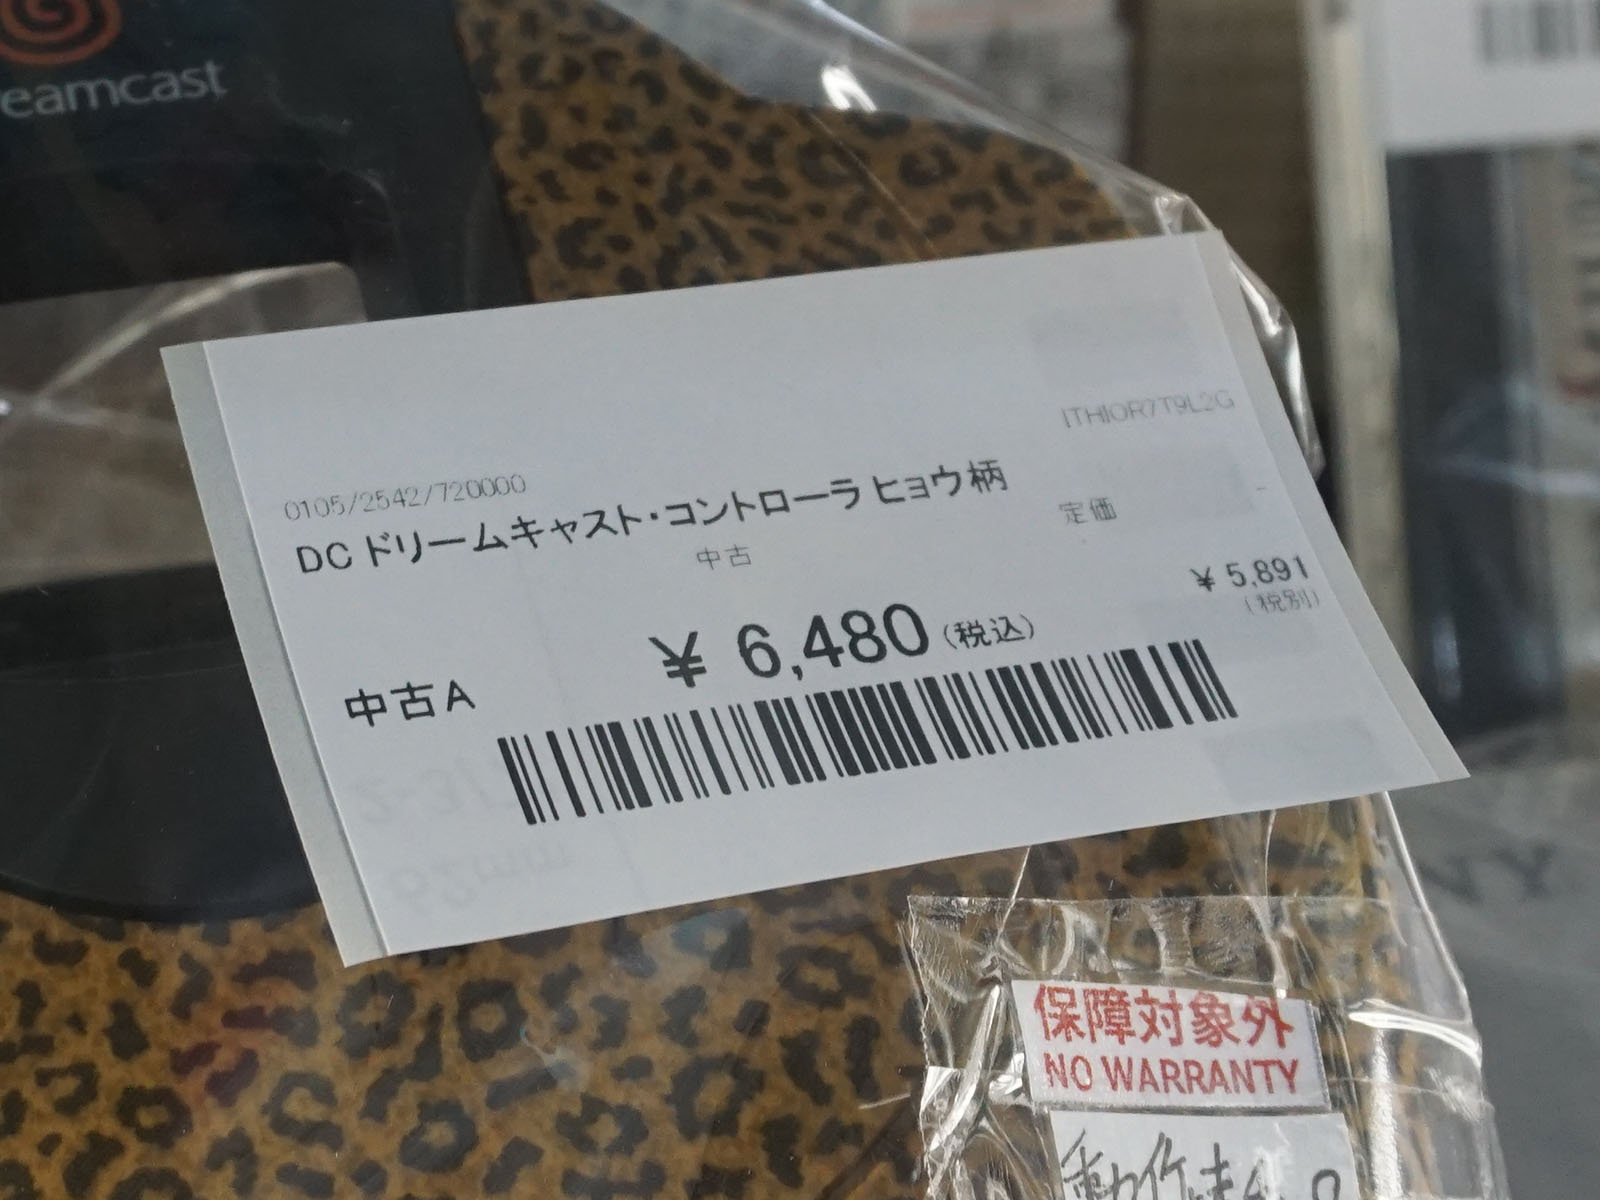 reamcast
ITHIOR7T9L2G
0105/2542/720000
DC ドリームキャスト・コントローラ ヒョウ柄
中古
定価
-
¥ 5,891
(税別)
¥ 6,480 (税込)
中古A
保障対象外
NO WARRANTY